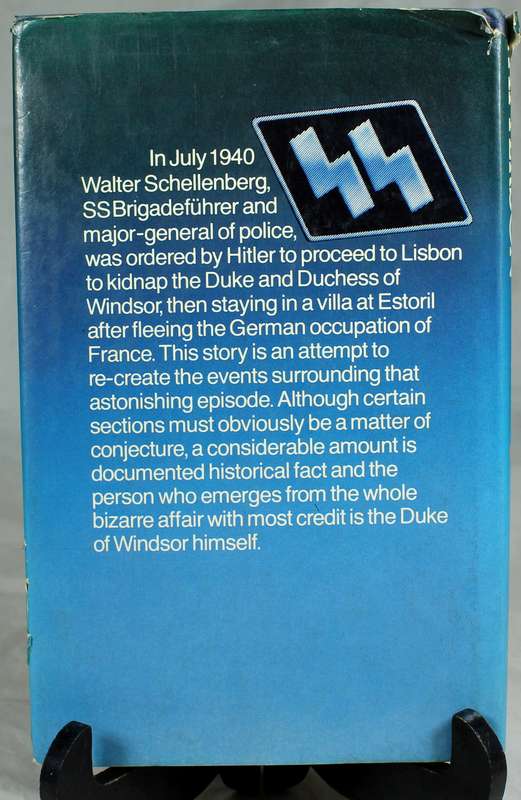 In July 1940
Walter Schellenberg,
SS Brigadeführer and
major-general of police,
was ordered by Hitler to proceed to Lisbon
to kidnap the Duke and Duchess of
Windsor, then staying in a villa at Estoril
after fleeing the German occupation of
France. This story is an attempt to
re-create the events surrounding that
astonishing episode. Although certain
sections must obviously be a matter of
conjecture, a considerable amount is
documented historical fact and the
person who emerges from the whole
bizarre affair with most credit is the Duke
of Windsor himself.